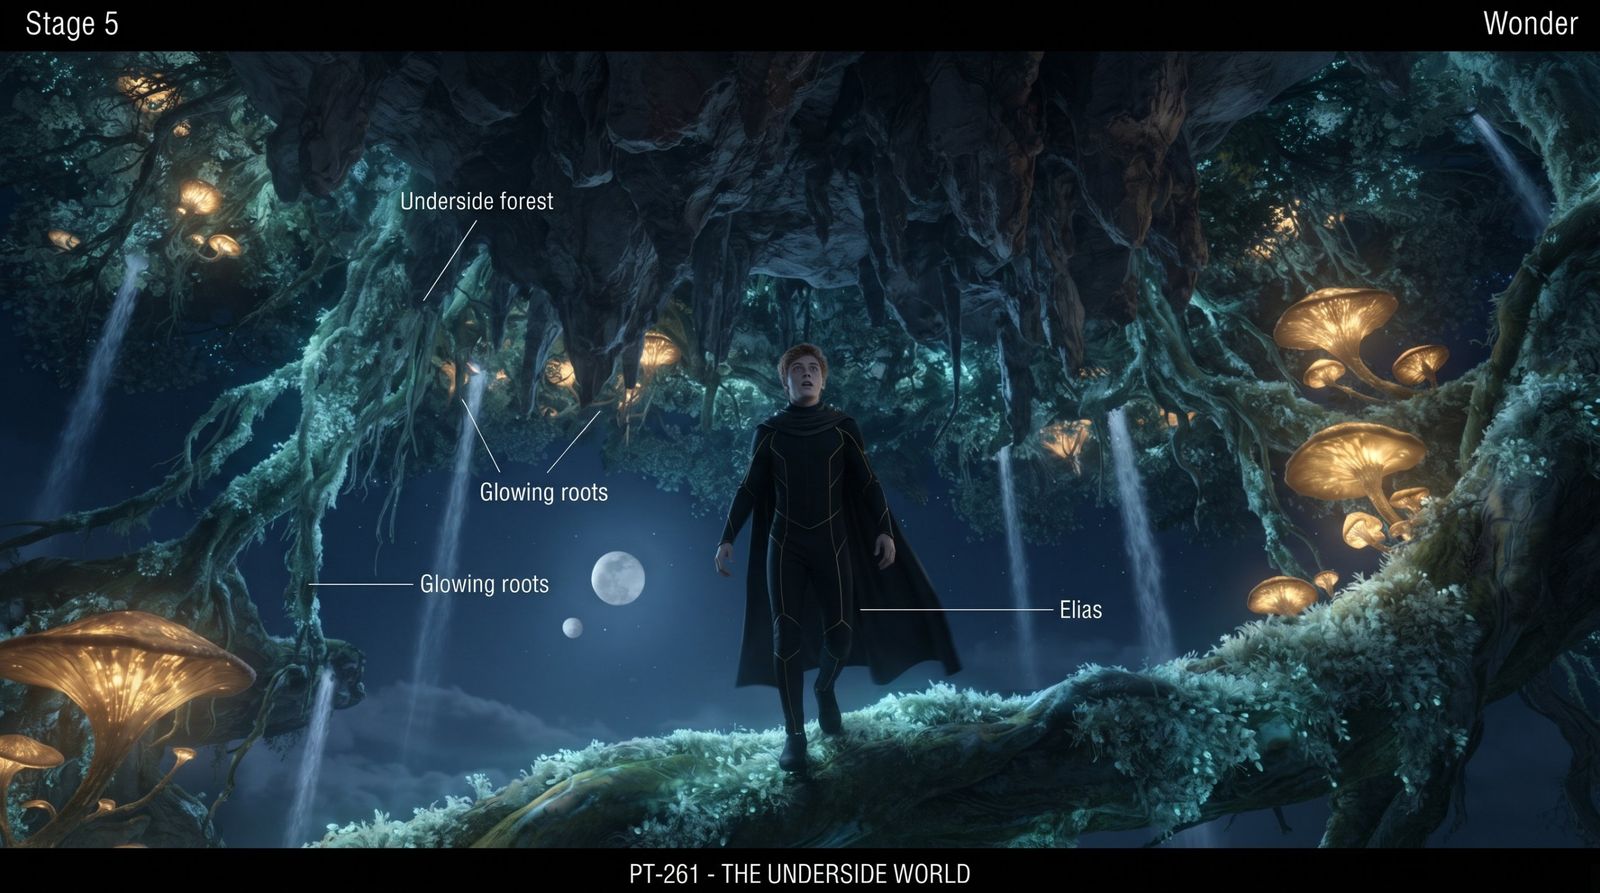 Stage 5
Wonder
Underside forest
Glowing roots
Glowing roots
Elias
PT-261 - THE UNDERSIDE WORLD